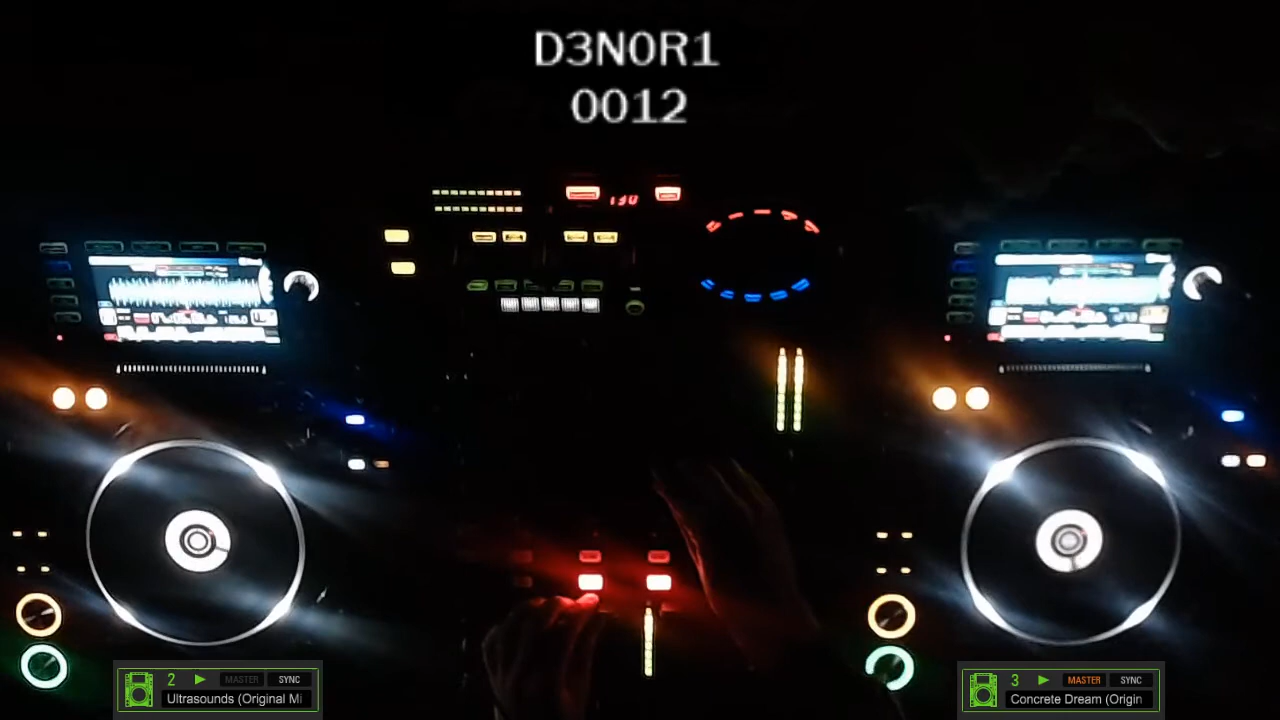 D3N0R1
0012
130
2 MASTER SYNC
Ultrasounds (Original Mi
3 MASTER SYNC
Concrete Dream (Origin